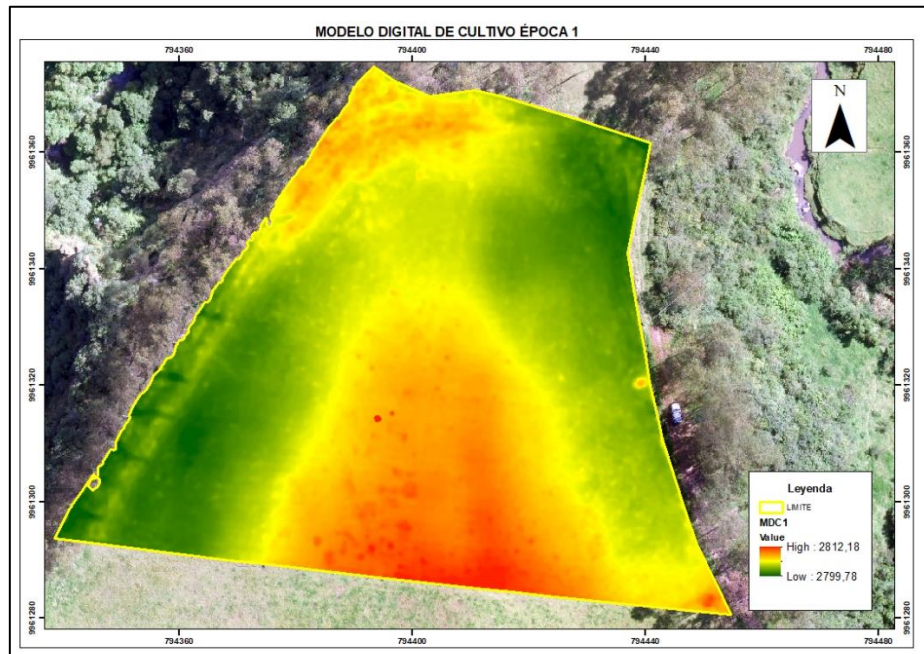 MODELO DIGITAL DE CULTIVO ÉPOCA 1
794360
794400
794440
794480
9961360
9961360
9961340
9961340
9961320
9961320
9961300
9961300
9961280
9961280
N
Leyenda
LIMITE
MDC1
Value
High : 2812,18
Low : 2799,78
794360
794400
794440
794480